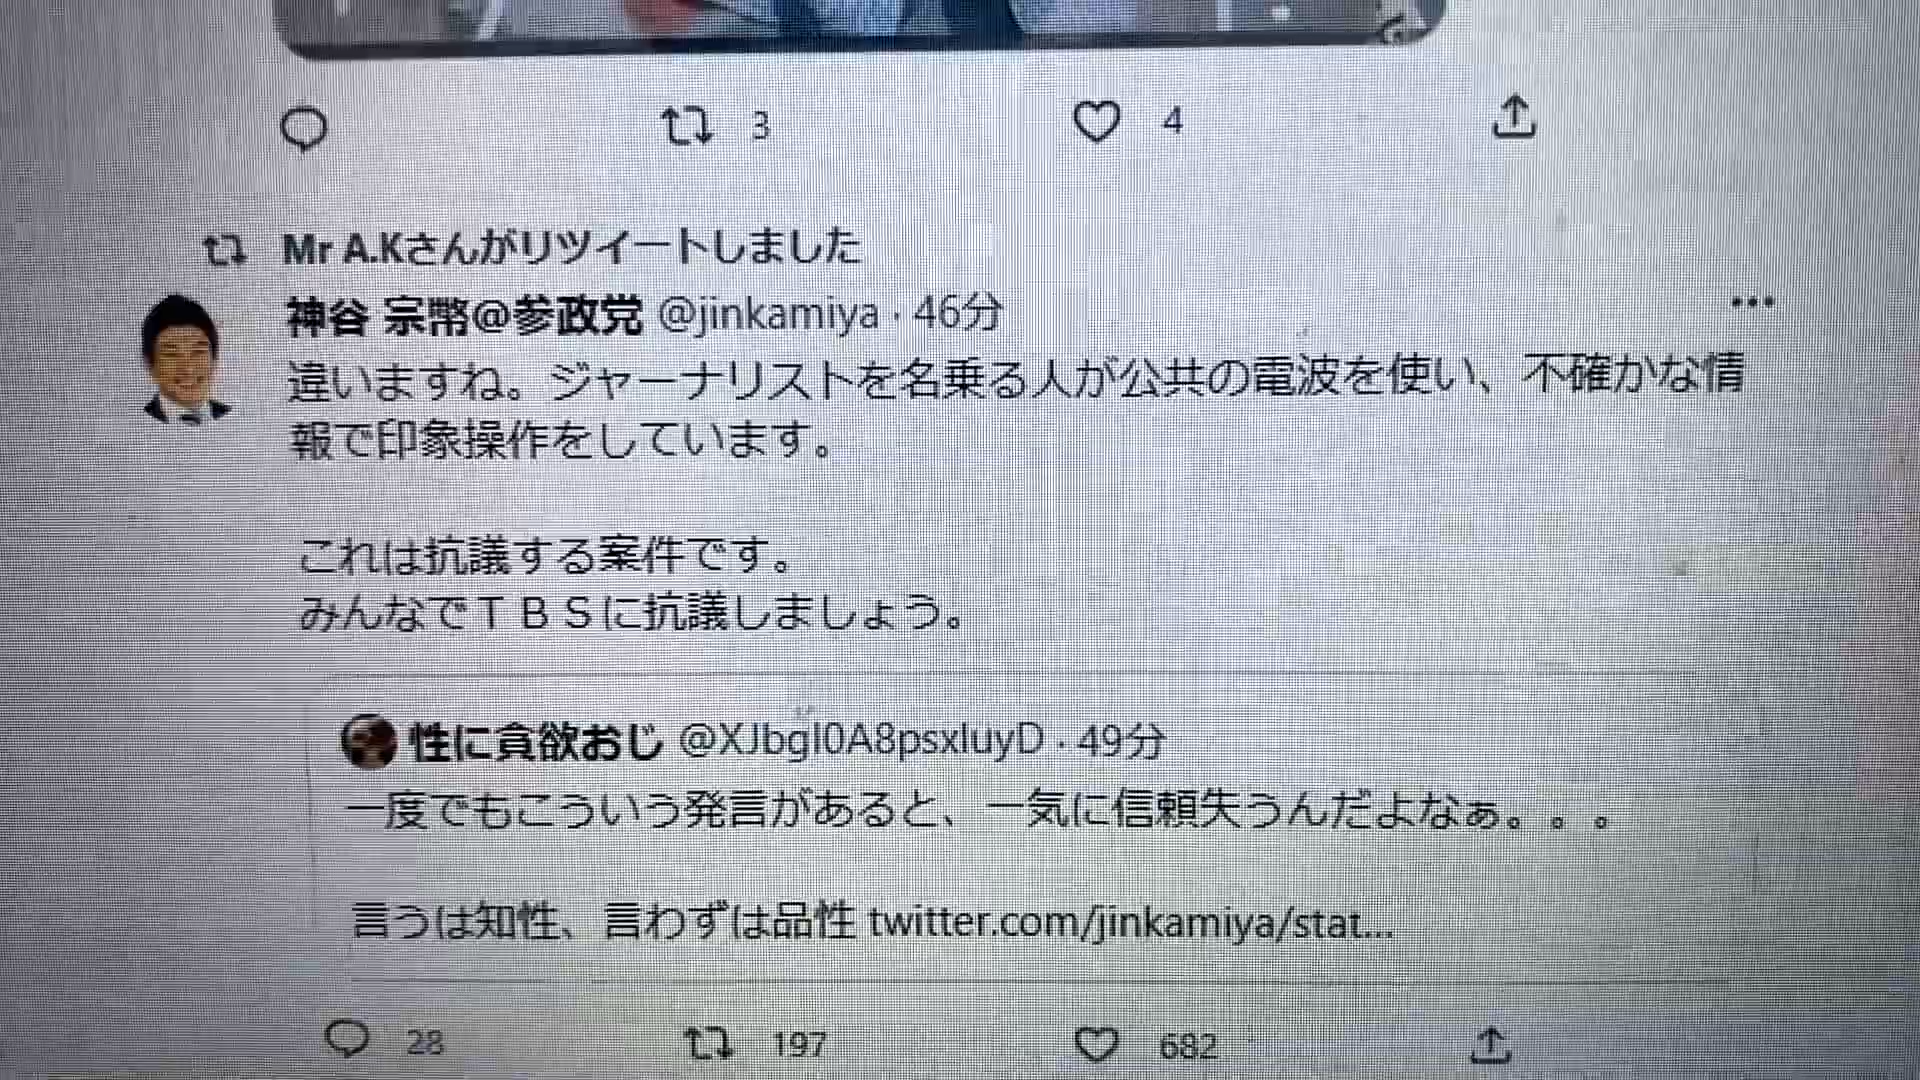 3 4
Mr A.Kさんがリツイートしました
神谷 宗幣@参政党 @jinkamiya · 46分
違いますね。ジャーナリストを名乗る人が公共の電波を使い、不確かな情
報で印象操作をしています。
これは抗議する案件です。
みんなでＴＢＳに抗議しましょう。
性に貪欲おじ @XJbgI0A8psxluyD · 49分
一度でもこういう発言があると、一気に信頼失うんだよなぁ。。。
言うは知性、言わずは品性 twitter.com/jinkamiya/stat...
28 197 682